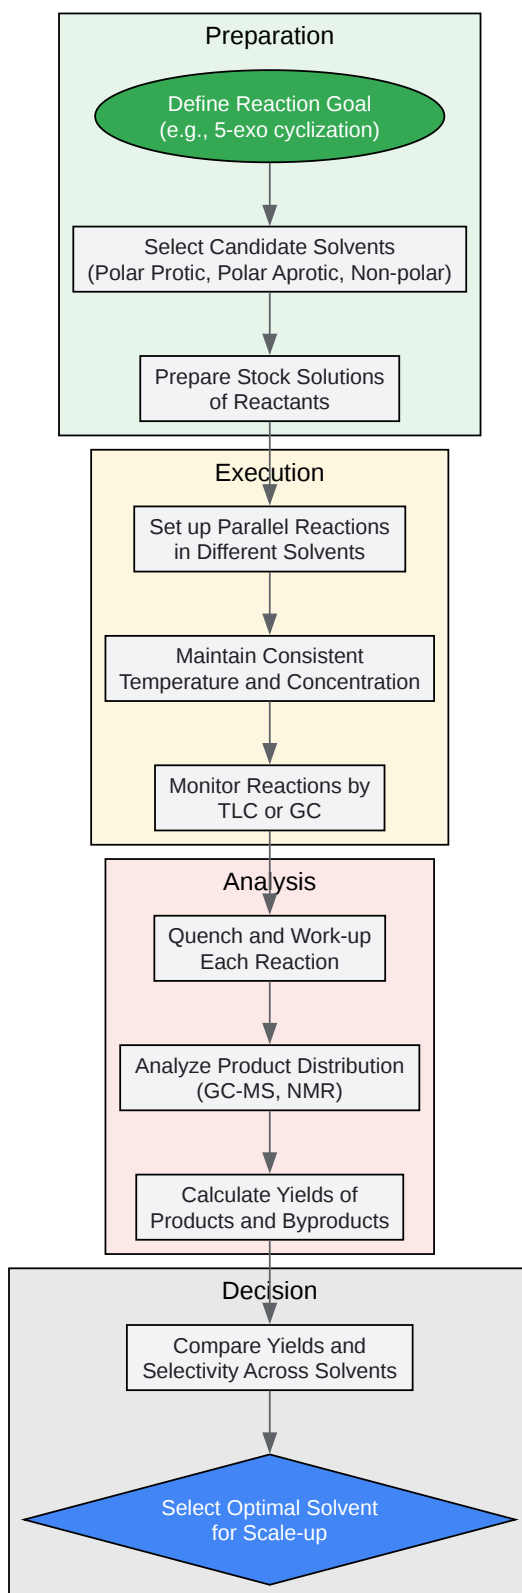 Preparation
Define Reaction Goal
(e.g., 5-exo cyclization)
Select Candidate Solvents
(Polar Protic, Polar Aprotic, Non-polar)
Prepare Stock Solutions
of Reactants
Execution
Set up Parallel Reactions
in Different Solvents
Maintain Consistent
Temperature and Concentration
Monitor Reactions by
TLC or GC
Analysis
Quench and Work-up
Each Reaction
Analyze Product Distribution
(GC-MS, NMR)
Calculate Yields of
Products and Byproducts
Decision
Compare Yields and
Selectivity Across Solvents
Select Optimal Solvent
for Scale-up